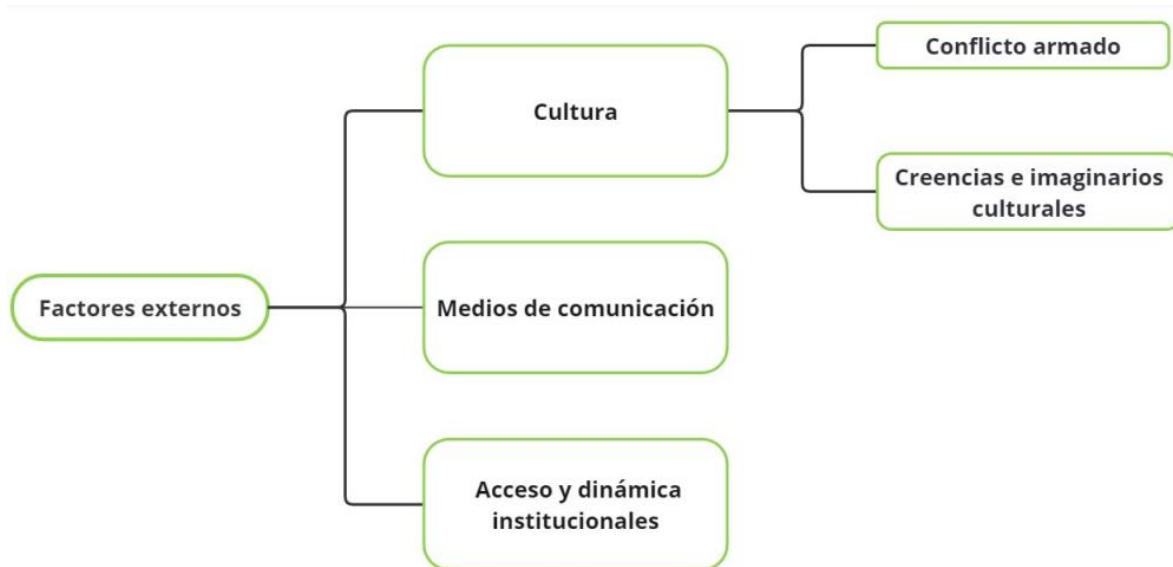 Factores externos
Cultura
Conflicto armado
Creencias e imaginarios
culturales
Medios de comunicación
Acceso y dinámica
institucionales